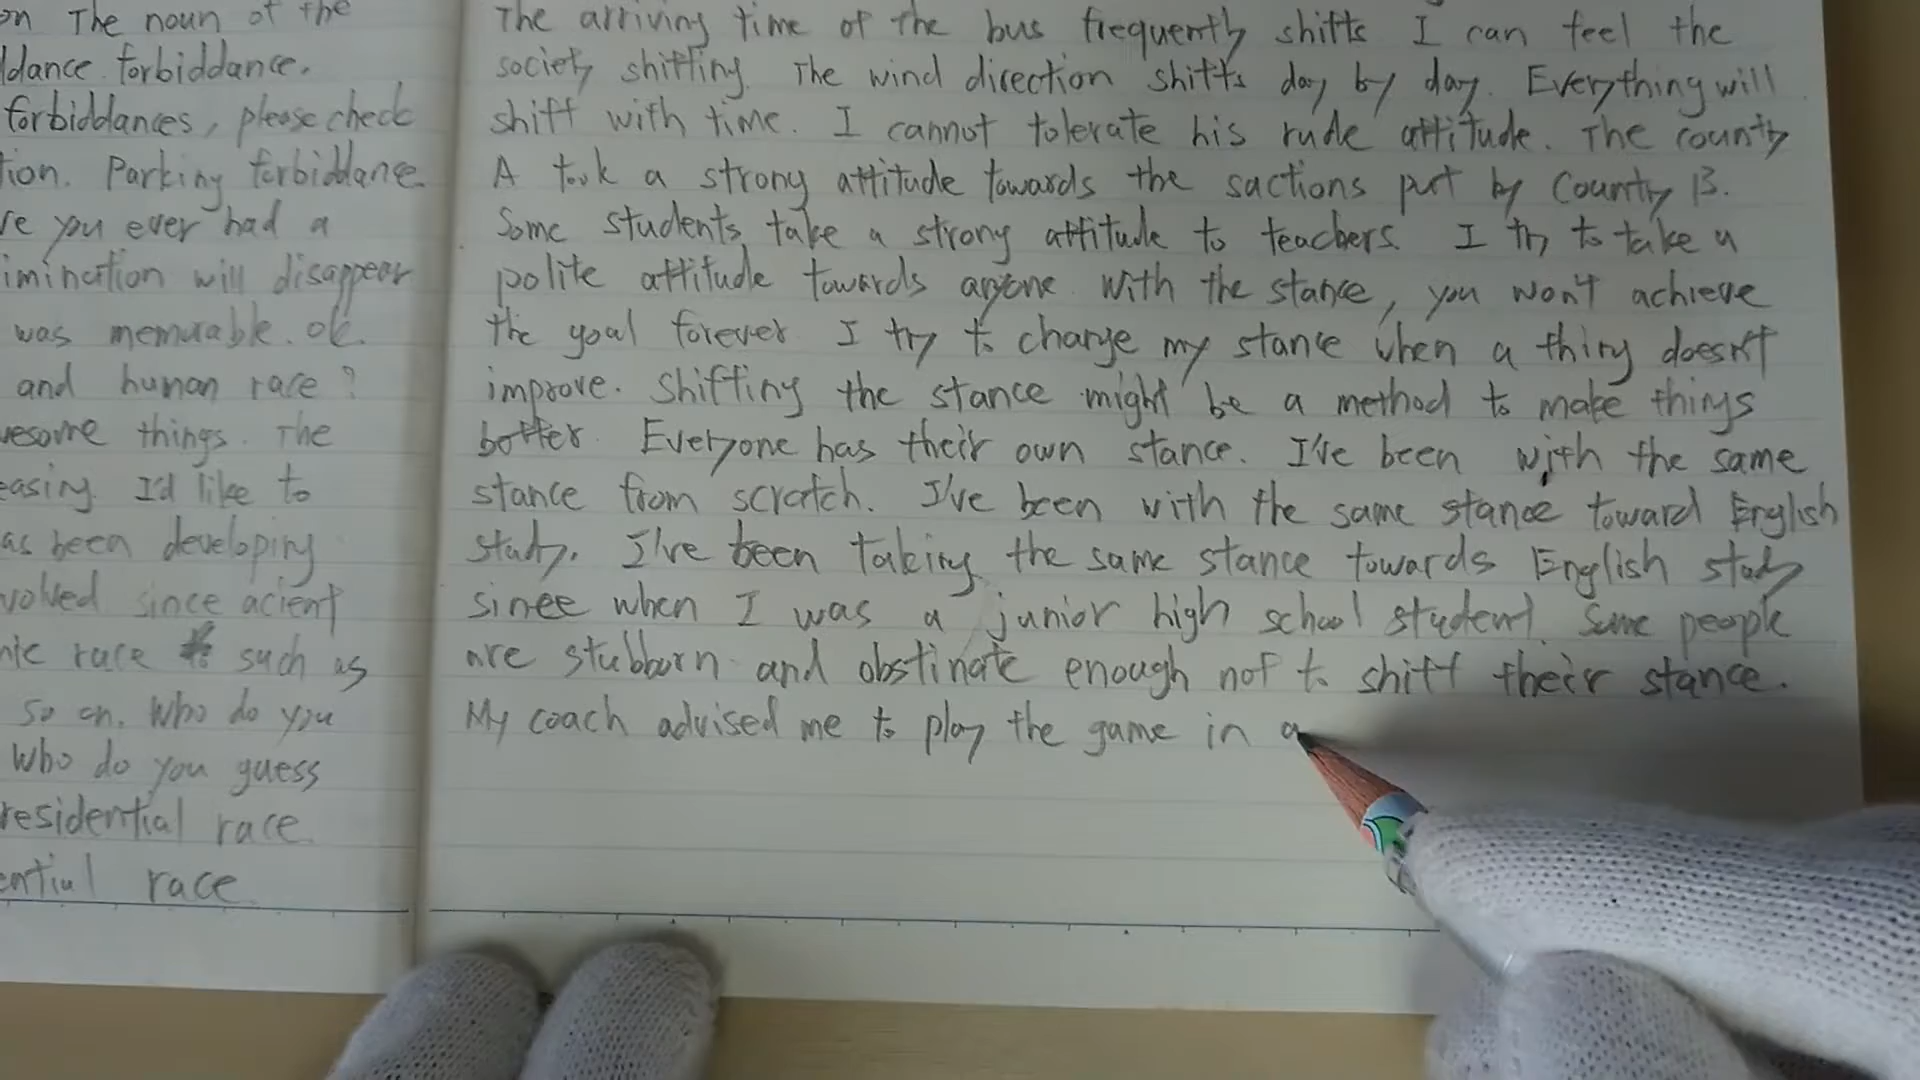 on The noun of the
ldance forbiddance.
forbiddances, please check
tion. Parking forbiddance.
ve you ever had a
imination will disappear
was memorable. ok.
and human race?
wesome things. The
easing. I'd like to
as been developing
volved since acient
nic race such as
so on. Who do you
Who do you guess
residential race.
ential race.
The arriving time of the bus frequently shifts I can feel the
society shifting. The wind direction shifts day by day. Everything will
shift with time. I cannot tolerate his rude attitude. The county
A took a strong attitude towards the sactions put by County B.
Some students take a strong attitude to teachers. I try to take a
polite attitude towards anyone. With the stance, you won't achieve
the goal forever I try to change my stance when a thing doesn't
improve. Shifting the stance might be a method to make things
better. Everyone has their own stance. I've been with the same
stance from scratch. I've been with the same stance toward English
study. I've been taking the same stance towards English study
since when I was a junior high school student. Some people
are stubborn and obstinate enough not to shift their stance.
My coach advised me to play the game in a